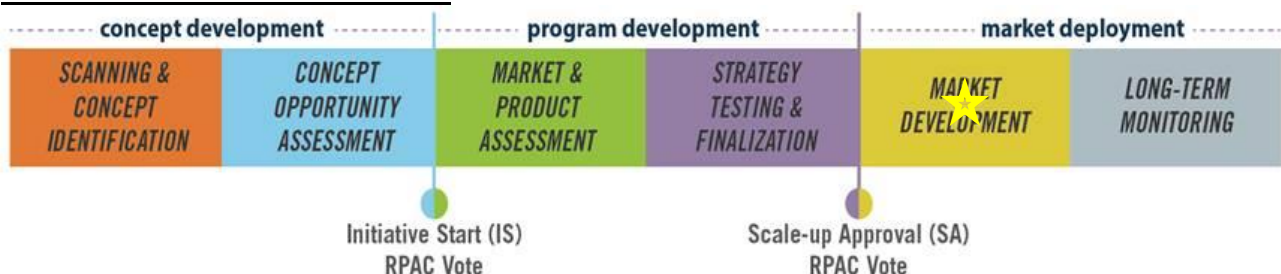 concept development
program development
market deployment
SCANNING &
CONCEPT
IDENTIFICATION
CONCEPT
OPPORTUNITY
ASSESSMENT
MARKET &
PRODUCT
ASSESSMENT
STRATEGY
TESTING &
FINALIZATION
MARKET
DEVELOPMENT
LONG-TERM
MONITORING
Initiative Start (IS)
RPAC Vote
Scale-up Approval (SA)
RPAC Vote